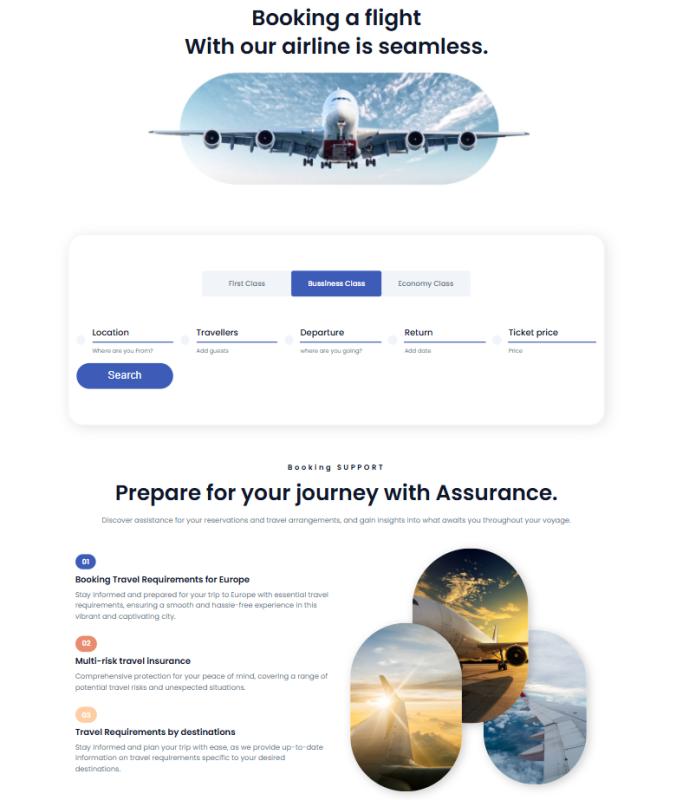 Booking a flight
With our airline is seamless.
First Class
Bussiness Class
Economy Class
Location
Travellers
Departure
Return
Ticket price
Where are you From?
Add guests
where are you going?
Add date
Price
Search
Booking SUPPORT
Prepare for your journey with Assurance.
Discover assistance for your reservations and travel arrangements, and gain insights into what awaits you throughout your voyage.
01
Booking Travel Requirements for Europe
Stay informed and prepared for your trip to Europe with essential travel
requirements, ensuring a smooth and hassle-free experience in this
vibrant and captivating city.
02
Multi-risk travel insurance
Comprehensive protection for your peace of mind, covering a range of
potential travel risks and unexpected situations.
03
Travel Requirements by destinations
Stay informed and plan your trip with ease, as we provide up-to-date
information on travel requirements specific to your desired
destinations.